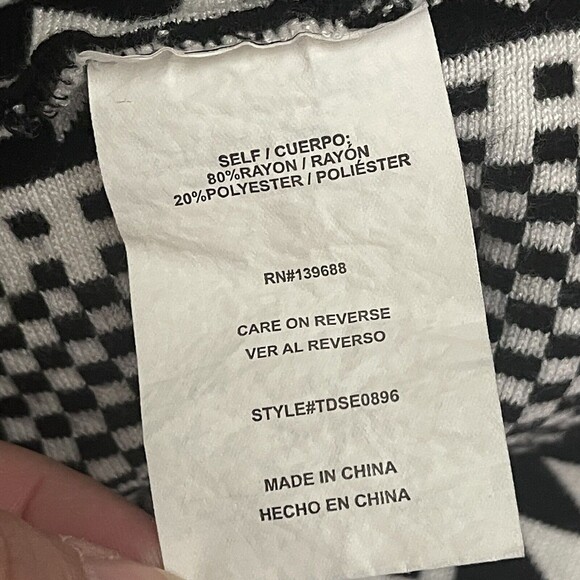 SELF / CUERPO:
80%RAYON / RAYÓN
20%POLYESTER / POLIÉSTER
RN#139688
CARE ON REVERSE
VER AL REVERSO
STYLE#TDSE0896
MADE IN CHINA
HECHO EN CHINA